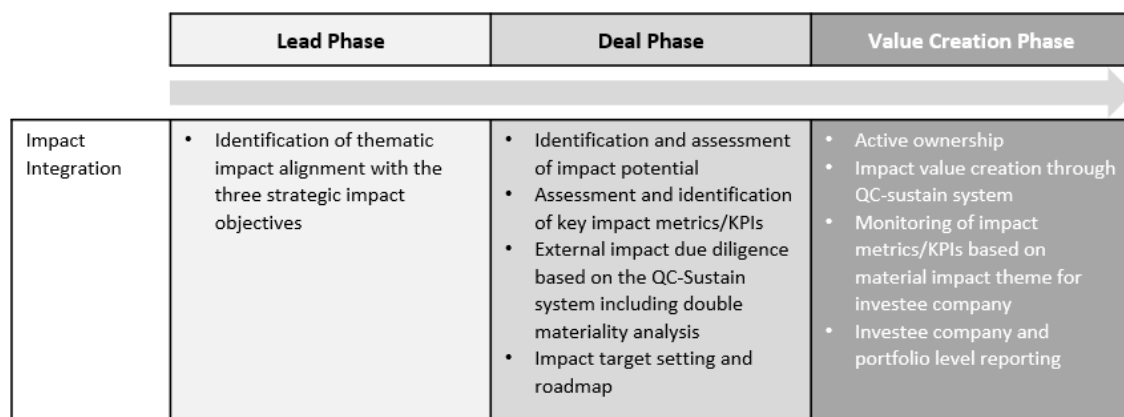 Lead Phase
Deal Phase
Value Creation Phase
Impact
Integration
• Identification of thematic
impact alignment with the
three strategic impact
objectives
• Identification and assessment
of impact potential
• Assessment and identification
of key impact metrics/KPIs
• External impact due diligence
based on the QC-Sustain
system including double
materiality analysis
• Impact target setting and
roadmap
• Active ownership
• Impact value creation through
QC-sustain system
• Monitoring of impact
metrics/KPIs based on
material impact theme for
investee company
• Investee company and
portfolio level reporting